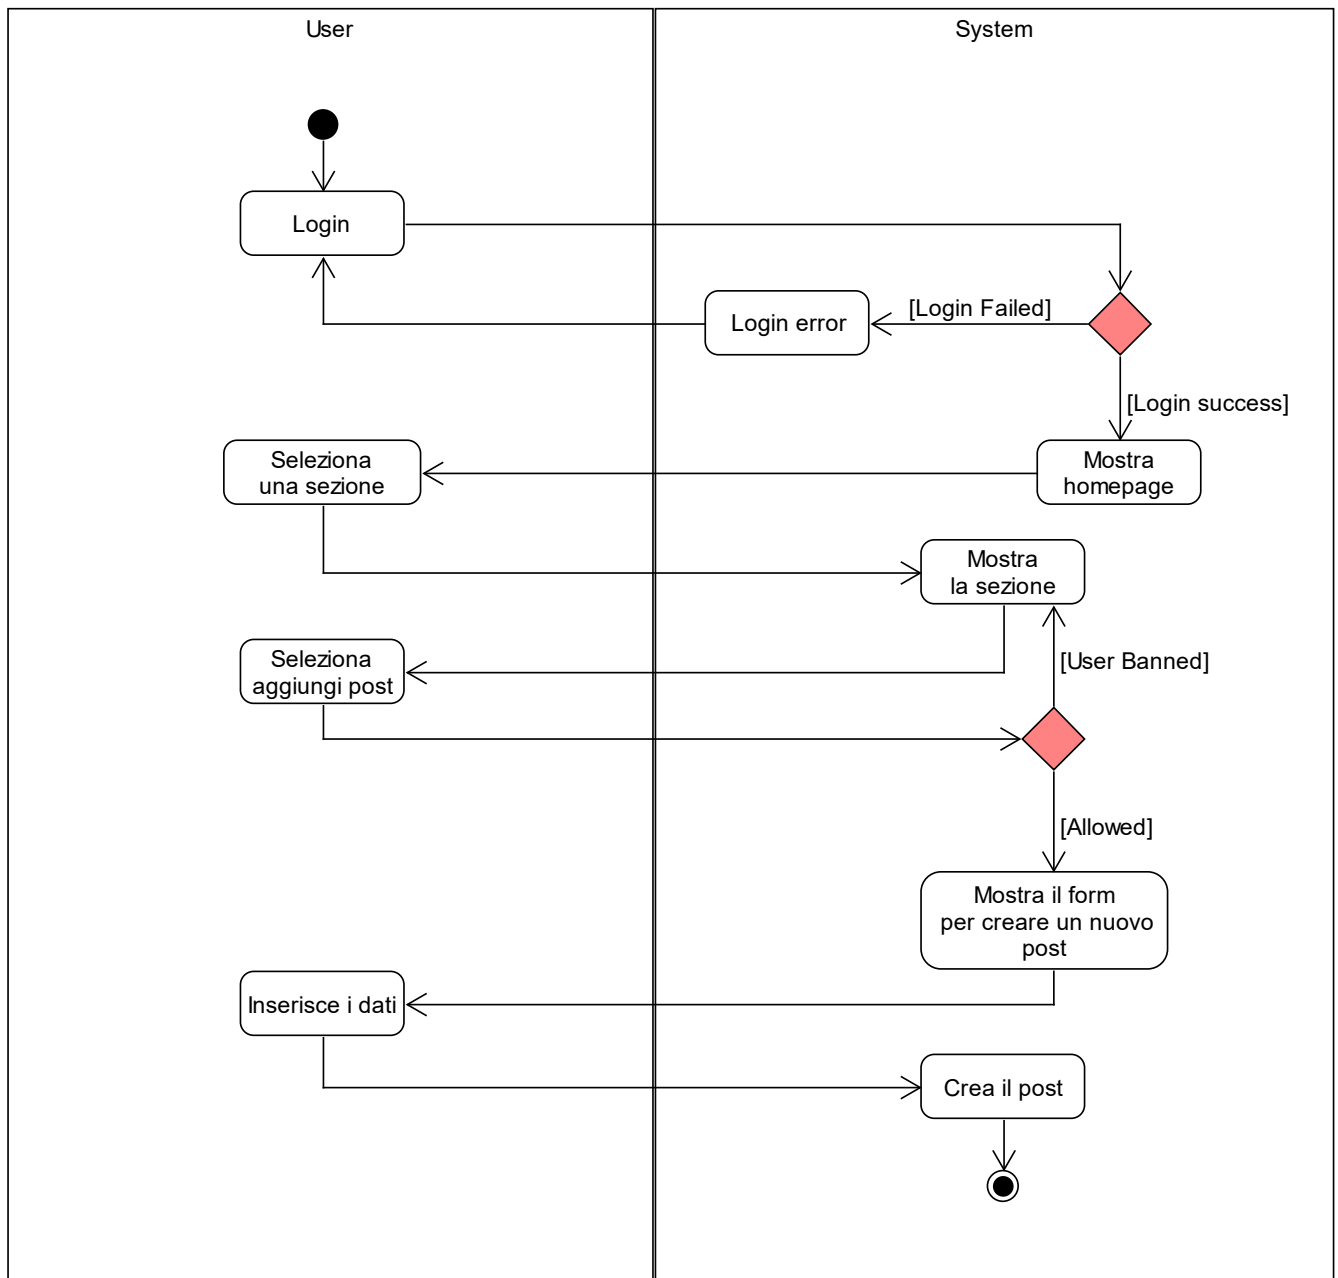 User
System
Login
Login error
[Login Failed]
[Login success]
Seleziona
una sezione
Mostra
homepage
Mostra
la sezione
Seleziona
aggiungi post
[User Banned]
[Allowed]
Mostra il form
per creare un nuovo
post
Inserisce i dati
Crea il post